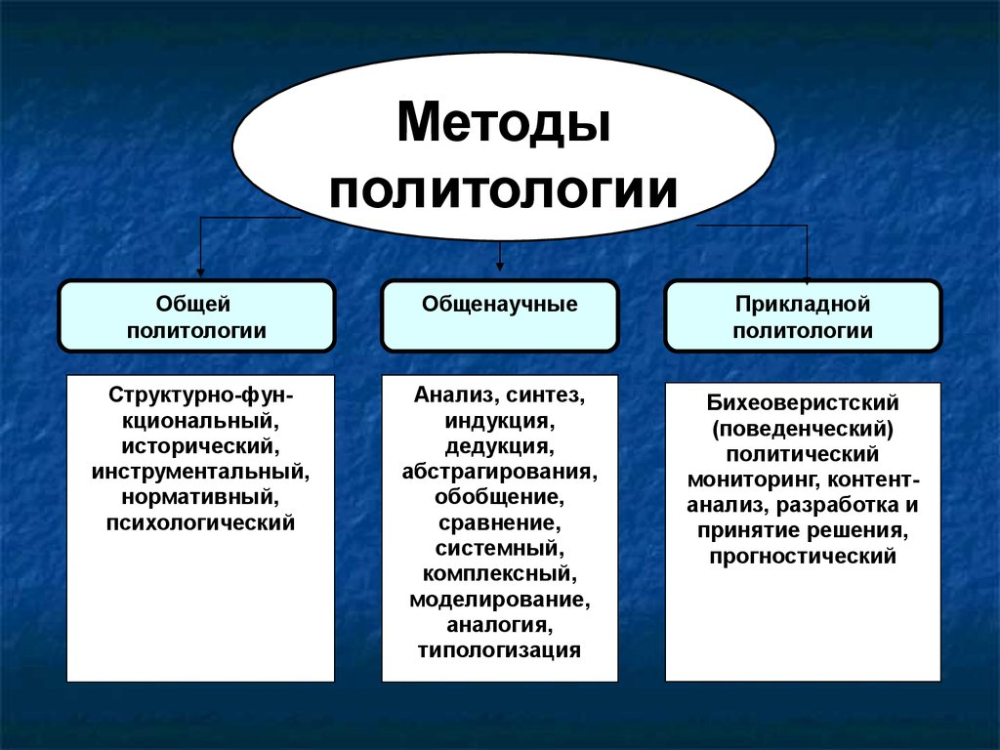 Методы
политологии
Общей
политологии
Общенаучные
Прикладной
политологии
Структурно-фун-
кциональный,
исторический,
инструментальный,
нормативный,
психологический
Анализ, синтез,
индукция,
дедукция,
абстрагирования,
обобщение,
сравнение,
системный,
комплексный,
моделирование,
аналогия,
типологизация
Бихеоверистский
(поведенческий)
политический
мониторинг, контент-
анализ, разработка и
принятие решения,
прогностический